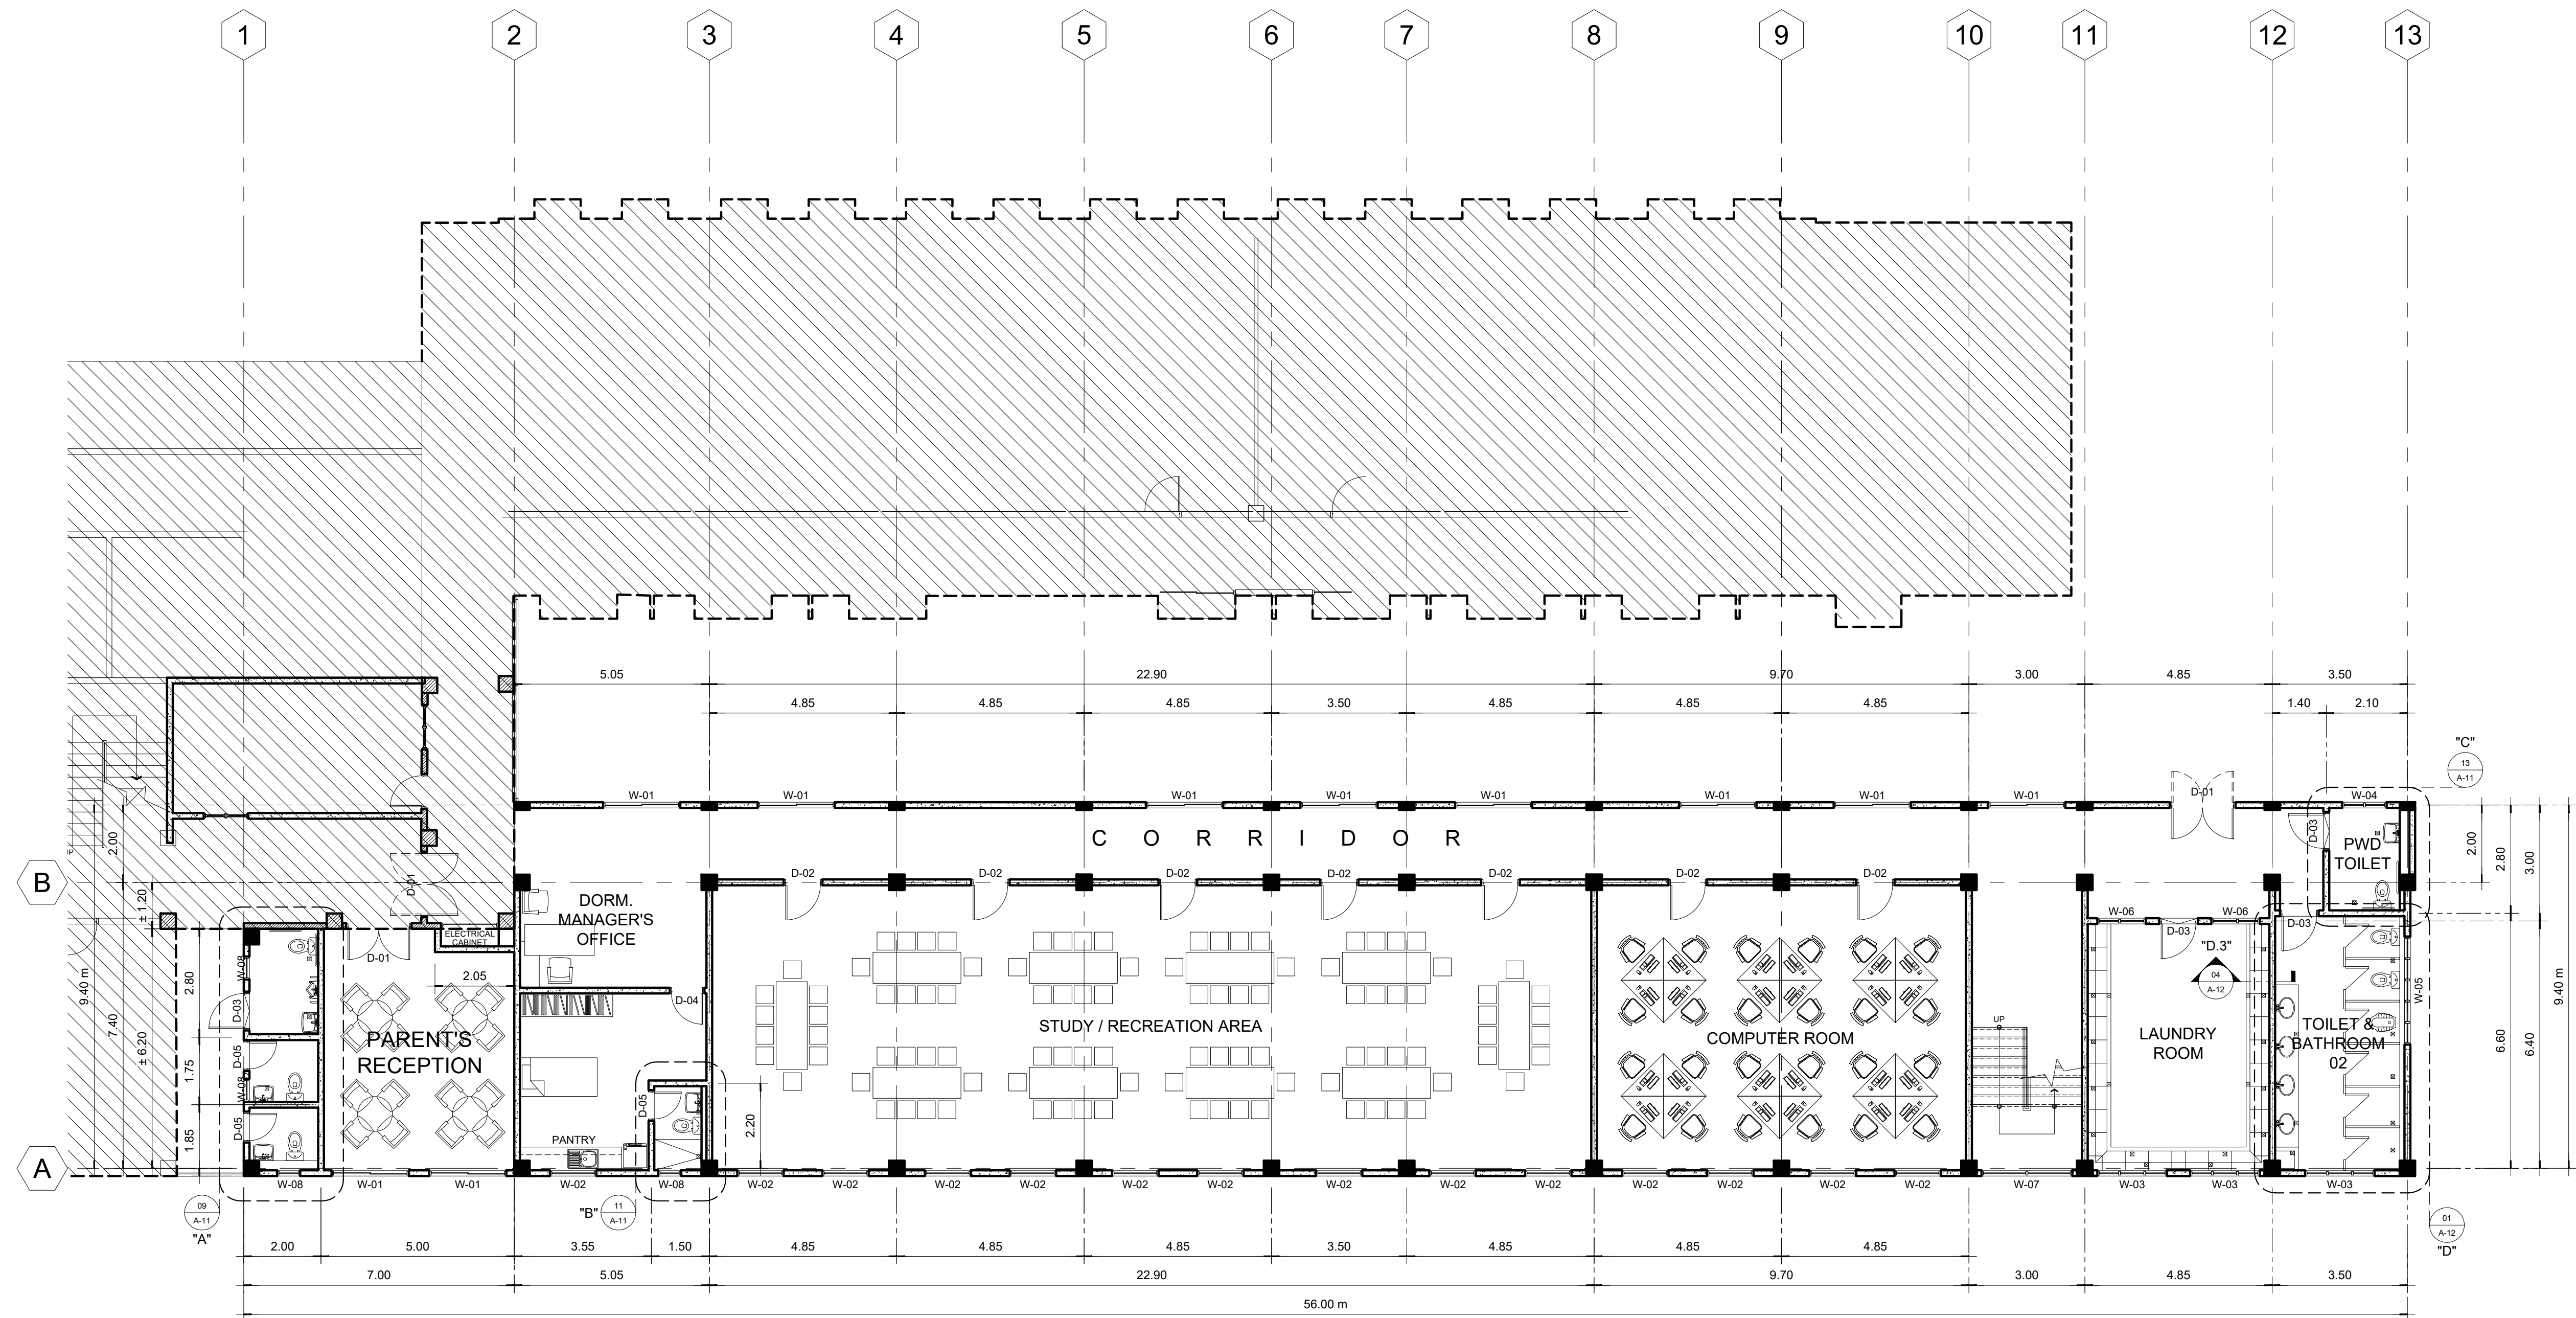 1 2 3 4 5 6 7 8 9 10 11 12 13
5.05 22.90 9.70 3.00 4.85 3.50
4.85 4.85 4.85 3.50 4.85 4.85 4.85 1.40 2.10
"C"
13
A-11
W-01 W-01 W-01 W-01 W-01 W-01 W-01 W-01 D-01 W-04
C O R R I D O R
D-03
PWD
TOILET
2.00
2.80
3.00
9.40 m
6.60
6.40
2.00
9.40 m
7.40
± 1.20
± 6.20
B
UP
D-01
D-02 D-02 D-02 D-02 D-02 D-02 D-02
DORM.
MANAGER'S
OFFICE
ELECTRICAL
CABINET
D-01
2.05
W-06 W-06
D-03
D-03
"D.3"
04
A-12
W-05
2.80
1.75
1.85
W-08
D-03
D-05
W-08
D-05
D-04
PARENT'S
RECEPTION
STUDY / RECREATION AREA
COMPUTER ROOM
UP
LAUNDRY
ROOM
TOILET &
BATHROOM
02
D-05
2.20
PANTRY
A
W-08 W-01 W-01 W-02 W-08 W-02 W-02 W-02 W-02 W-02 W-02 W-02 W-02 W-02 W-02 W-02 W-02 W-02 W-02 W-07 W-03 W-03 W-03
09
A-11
"A"
"B"
11
A-11
01
A-12
"D"
2.00 5.00 3.55 1.50 4.85 4.85 4.85 3.50 4.85 4.85 4.85
7.00 5.05 22.90 9.70 3.00 4.85 3.50
56.00 m